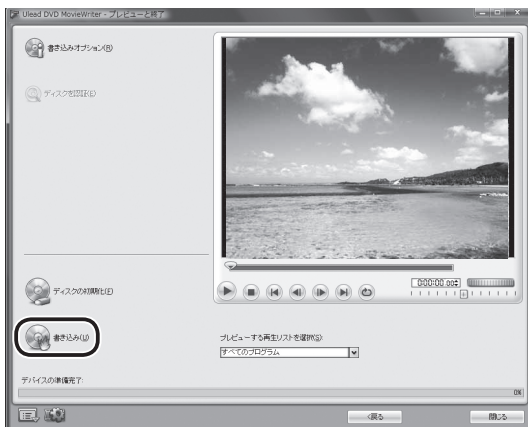 Ulead DVD MovieWriter - プレビューと終了
書き込みオプション(R)
ディスクを認証(E)
ディスクの初期化(E)
書き込み(U)
0:00:00.00
プレビューする再生リストを選択(S):
すべてのプログラム
デバイスの準備完了:
0%
<戻る
閉じる